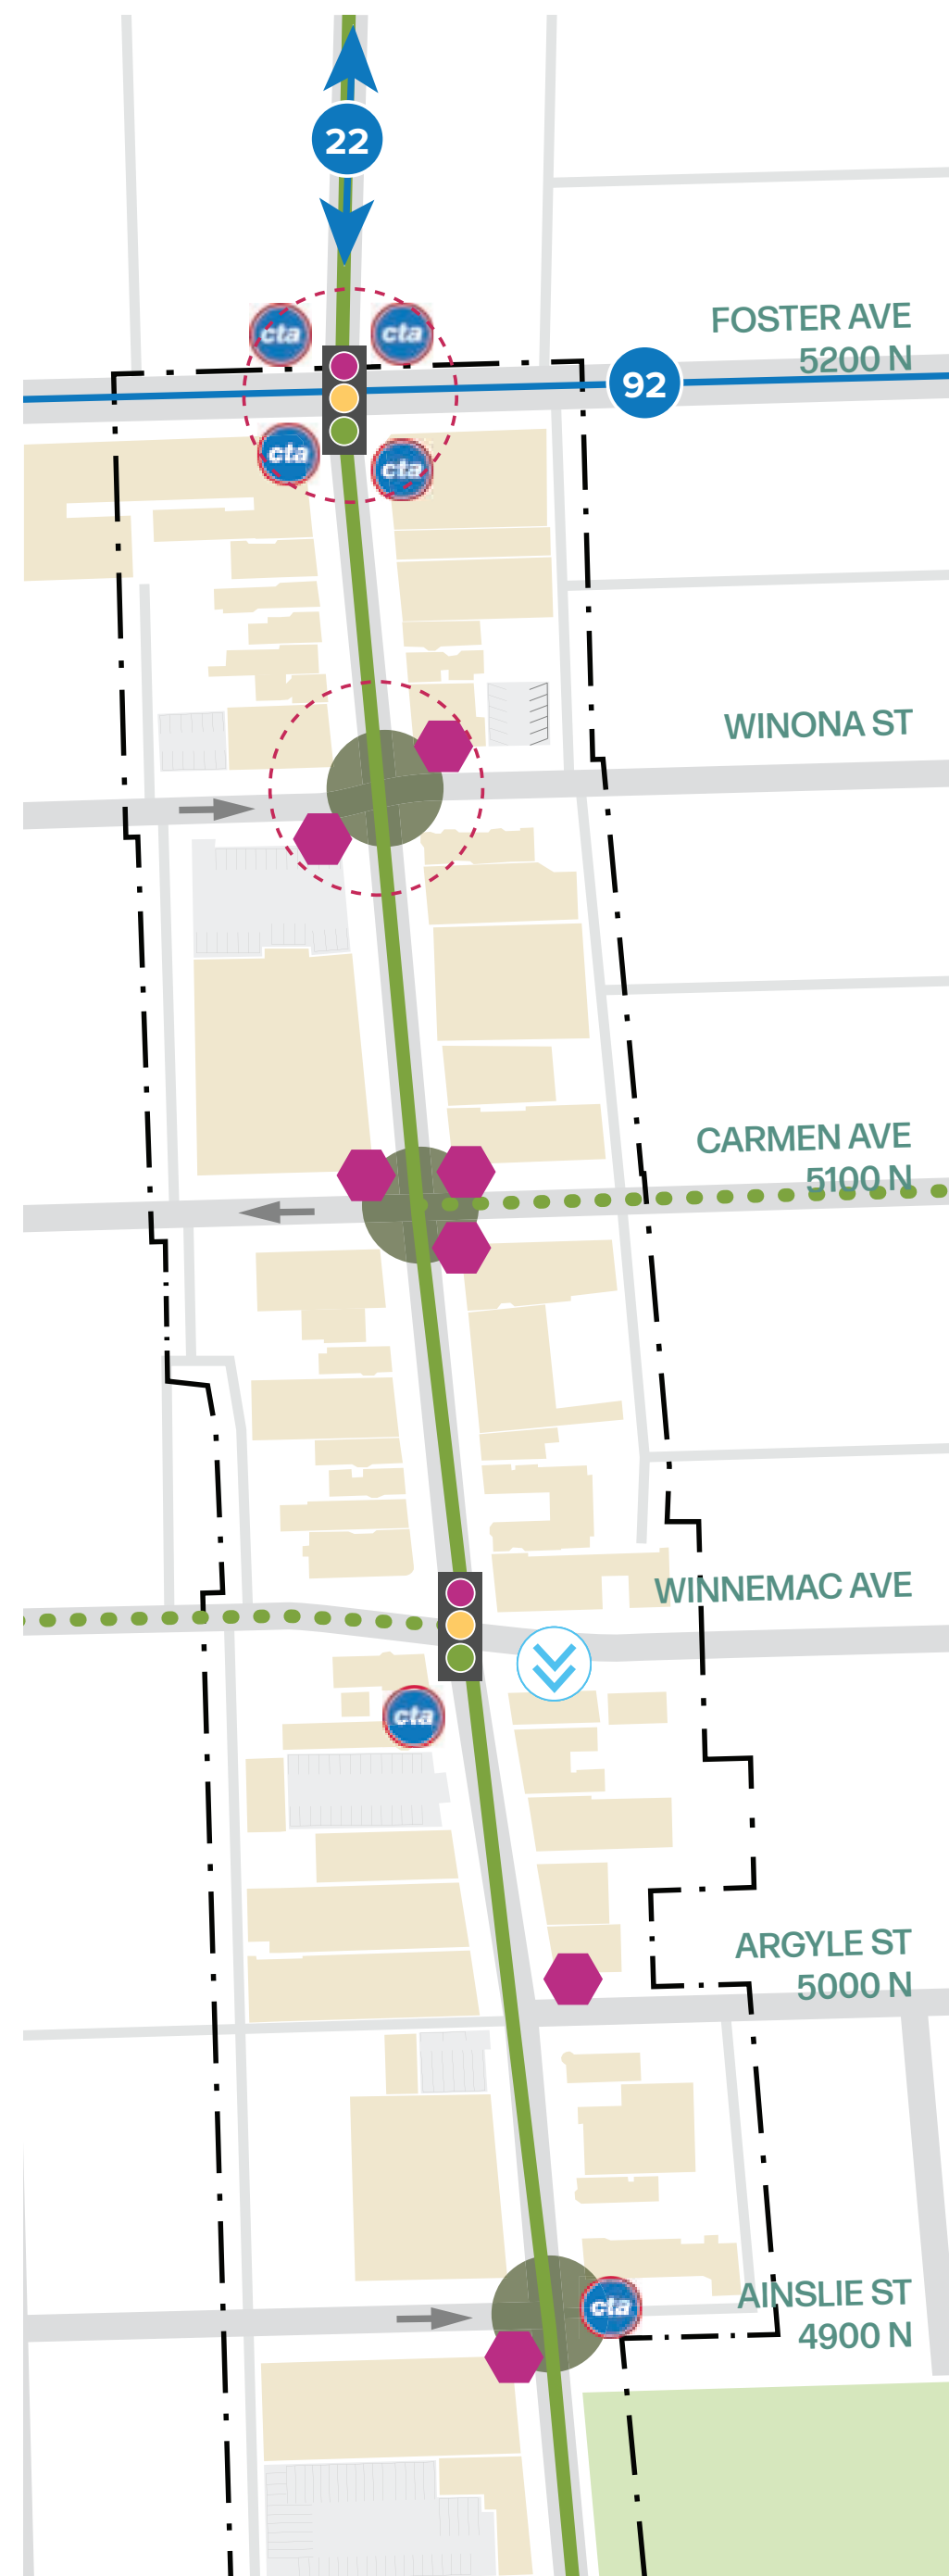 22
cta
cta
FOSTER AVE
5200 N
92
cta
cta
WINONA ST
CARMEN AVE
5100 N
WINNEMAC AVE
cta
ARGYLE ST
5000 N
AINSLIE ST
cta
4900 N